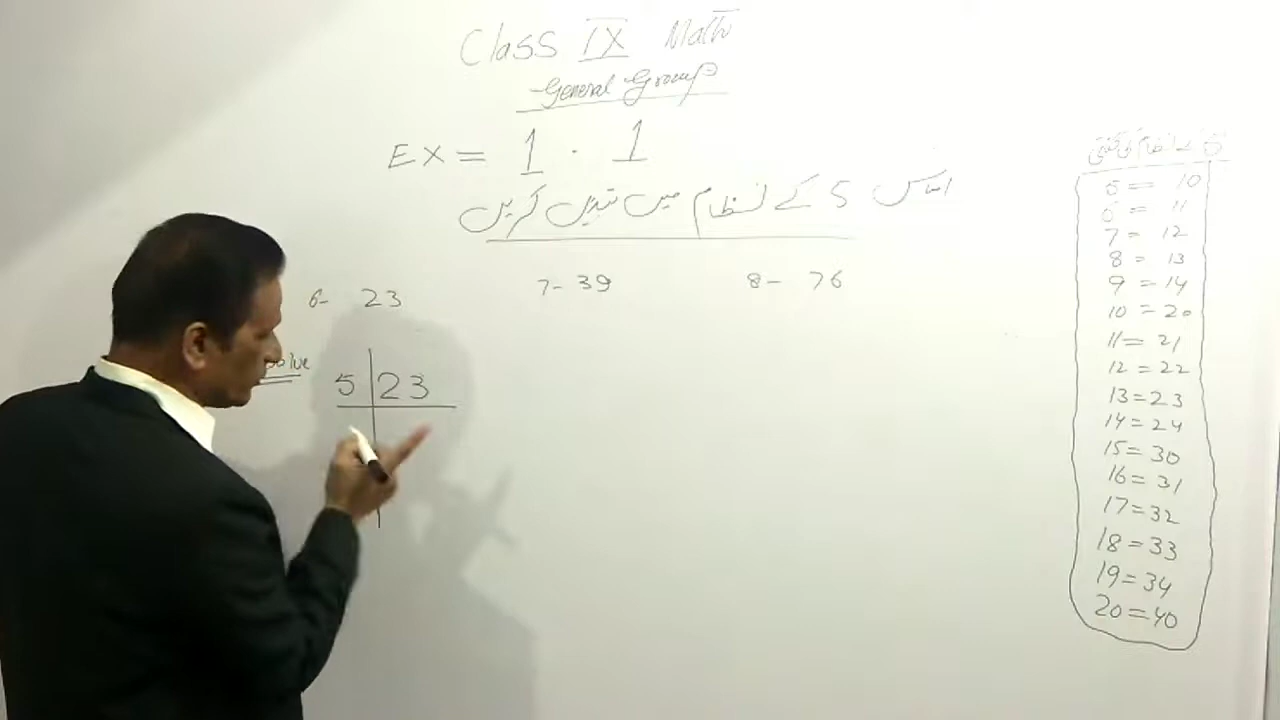 Class IX Math
General Group
Ex = 1 . 1
اساس 5 کے نظام میں تبدیل کریں
6- 23
7- 39
8- 76
Solve
5 | 23
5 کے نظام کی گنتی
5 = 10
6 = 11
7 = 12
8 = 13
9 = 14
10 = 20
11 = 21
12 = 22
13 = 23
14 = 24
15 = 30
16 = 31
17 = 32
18 = 33
19 = 34
20 = 40